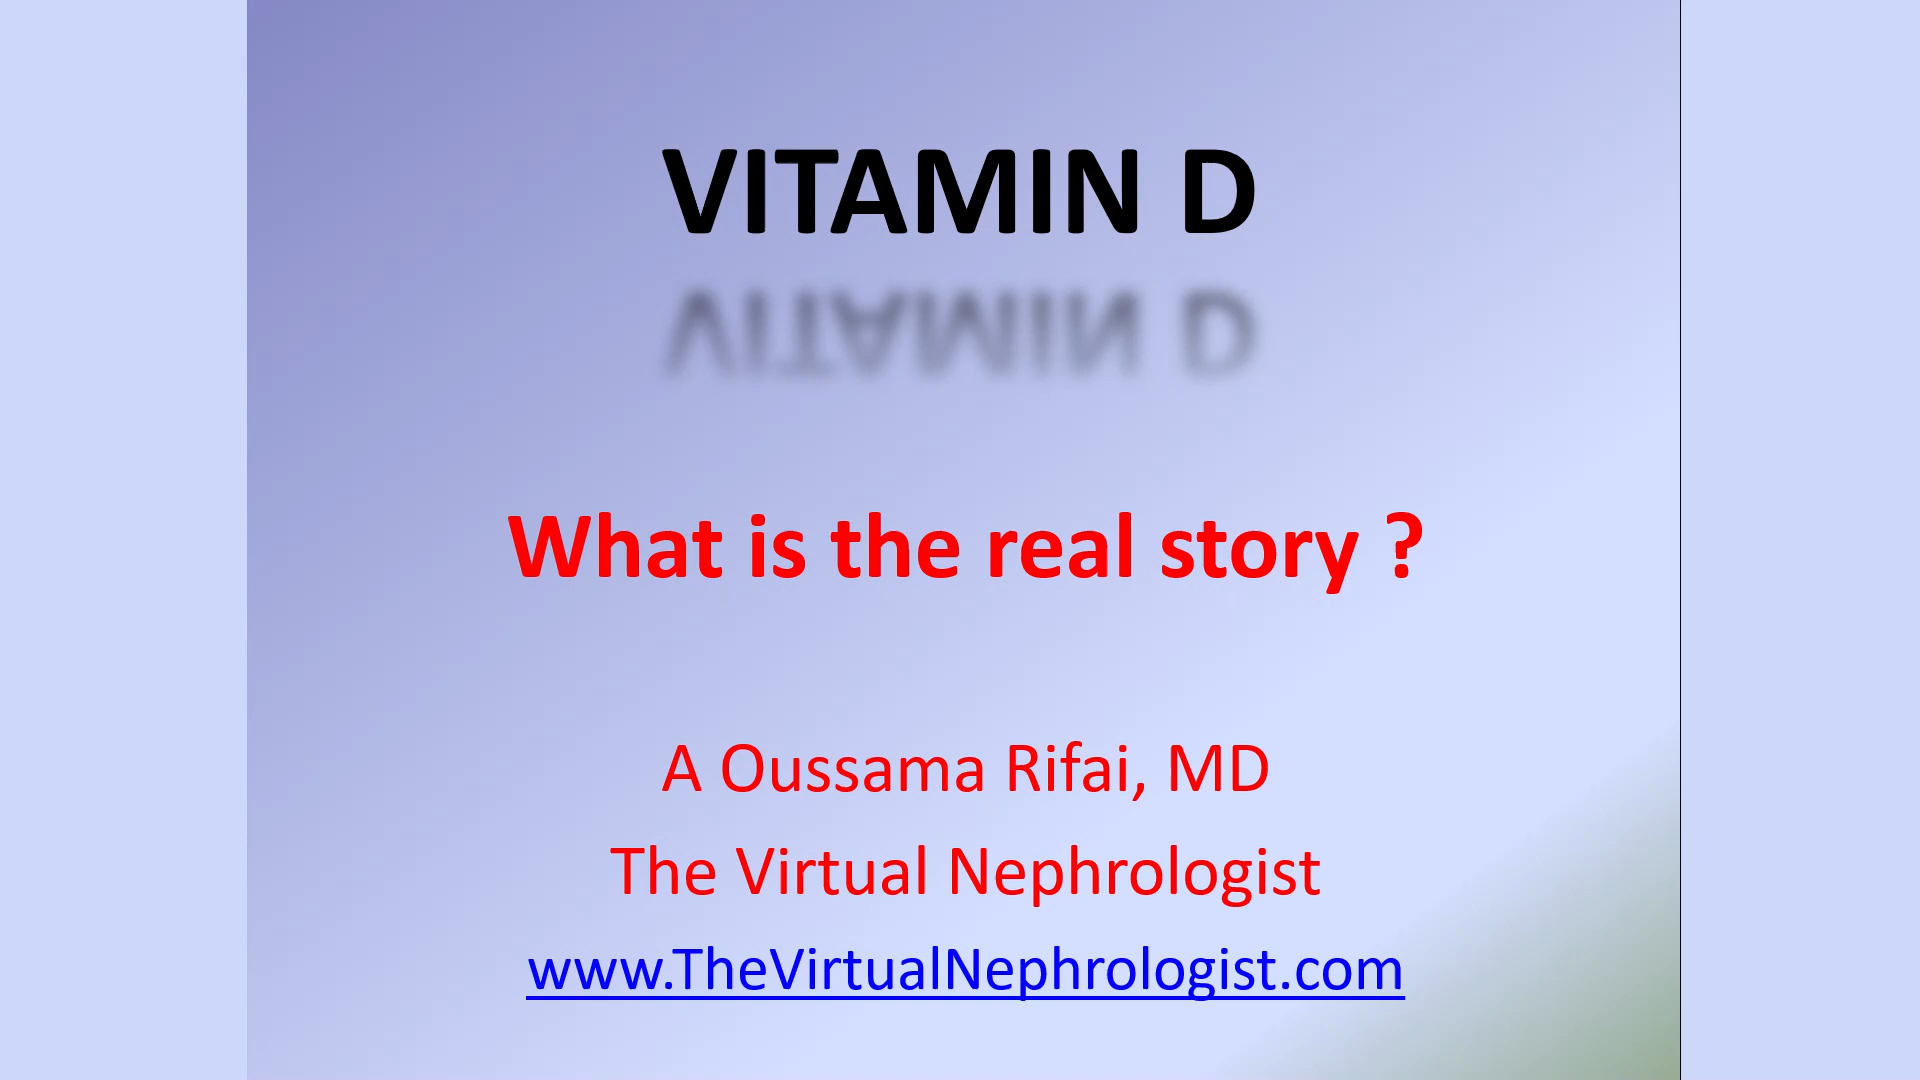 VITAMIN D
What is the real story ?
A Oussama Rifai, MD
The Virtual Nephrologist
www.TheVirtualNephrologist.com